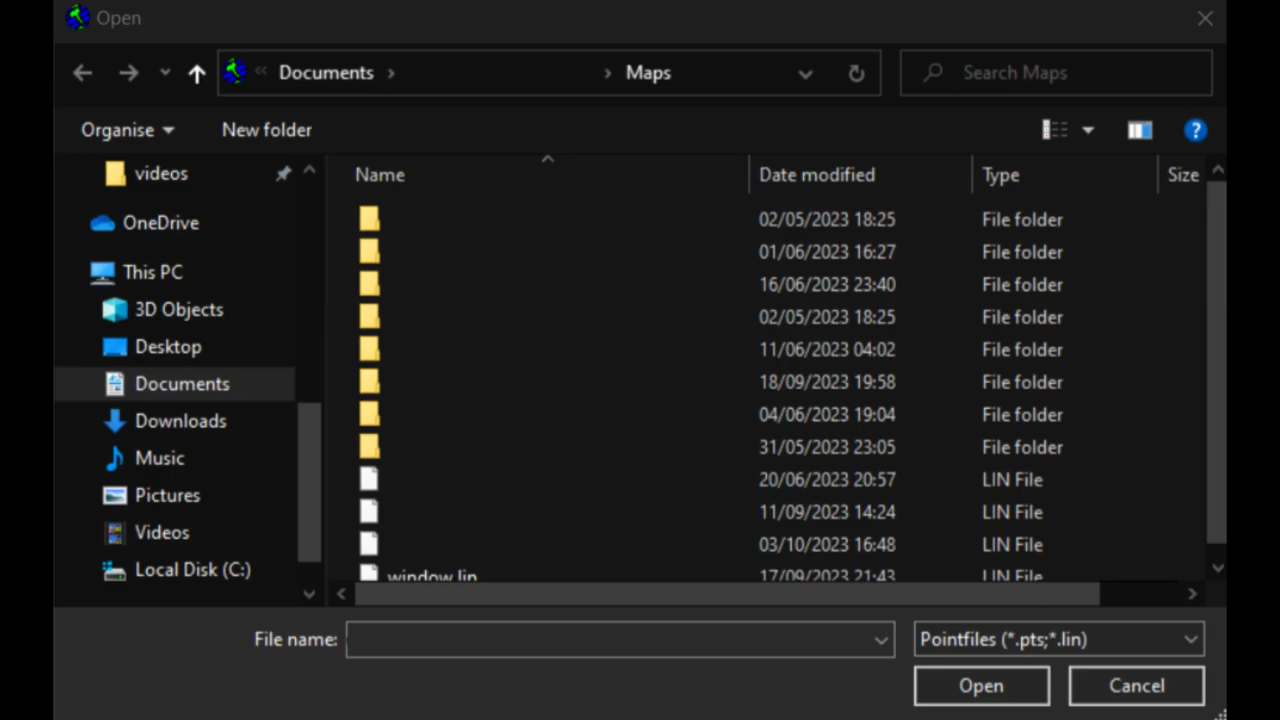 Open
Documents > > Maps
Search Maps
Organise New folder
Name Date modified Type Size
videos
OneDrive
This PC
3D Objects
Desktop
Documents
Downloads
Music
Pictures
Videos
Local Disk (C:)
02/05/2023 18:25 File folder
01/06/2023 16:27 File folder
16/06/2023 23:40 File folder
02/05/2023 18:25 File folder
11/06/2023 04:02 File folder
18/09/2023 19:58 File folder
04/06/2023 19:04 File folder
31/05/2023 23:05 File folder
20/06/2023 20:57 LIN File
11/09/2023 14:24 LIN File
03/10/2023 16:48 LIN File
window.lin 17/09/2023 21:43 LIN File
File name: Pointfiles (*.pts;*.lin)
Open Cancel